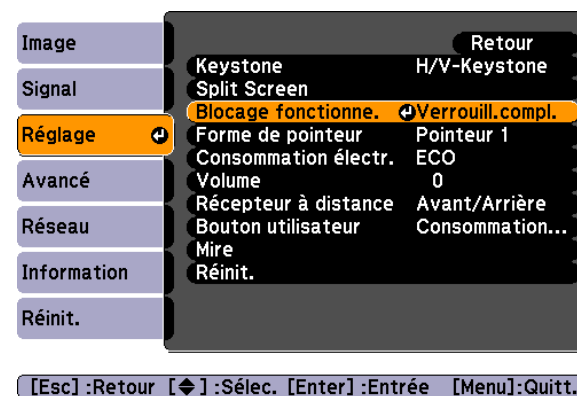 Image
Signal
Réglage
Avancé
Réseau
Information
Réinit.
Retour
Keystone H/V-Keystone
Split Screen
Blocage fonctionne. Verrouill.compl.
Forme de pointeur Pointeur 1
Consommation électr. ECO
Volume 0
Récepteur à distance Avant/Arrière
Bouton utilisateur Consommation...
Mire
Réinit.
[Esc] :Retour [◆] :Sélec. [Enter] :Entrée [Menu]:Quitt.